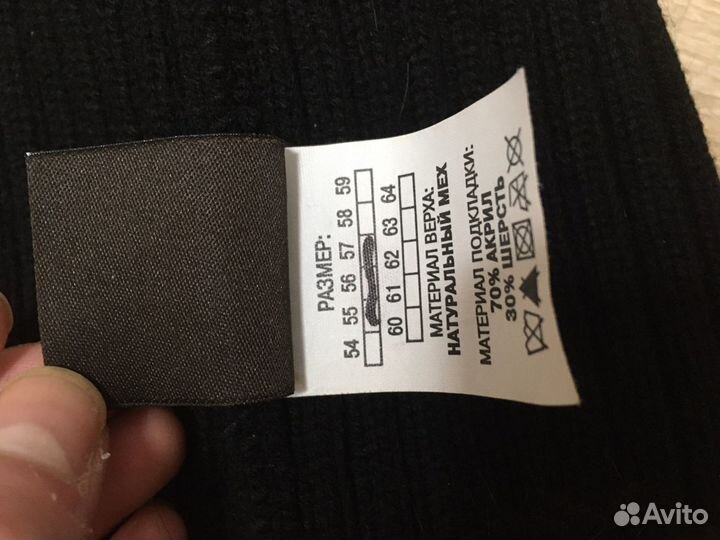 РАЗМЕР:
54 55 56 57 58 59
60 61 62 63 64
МАТЕРИАЛ ВЕРХА:
НАТУРАЛЬНЫЙ МЕХ
МАТЕРИАЛ ПОДКЛАДКИ:
70% АКРИЛ
30% ШЕРСТЬ
Avito